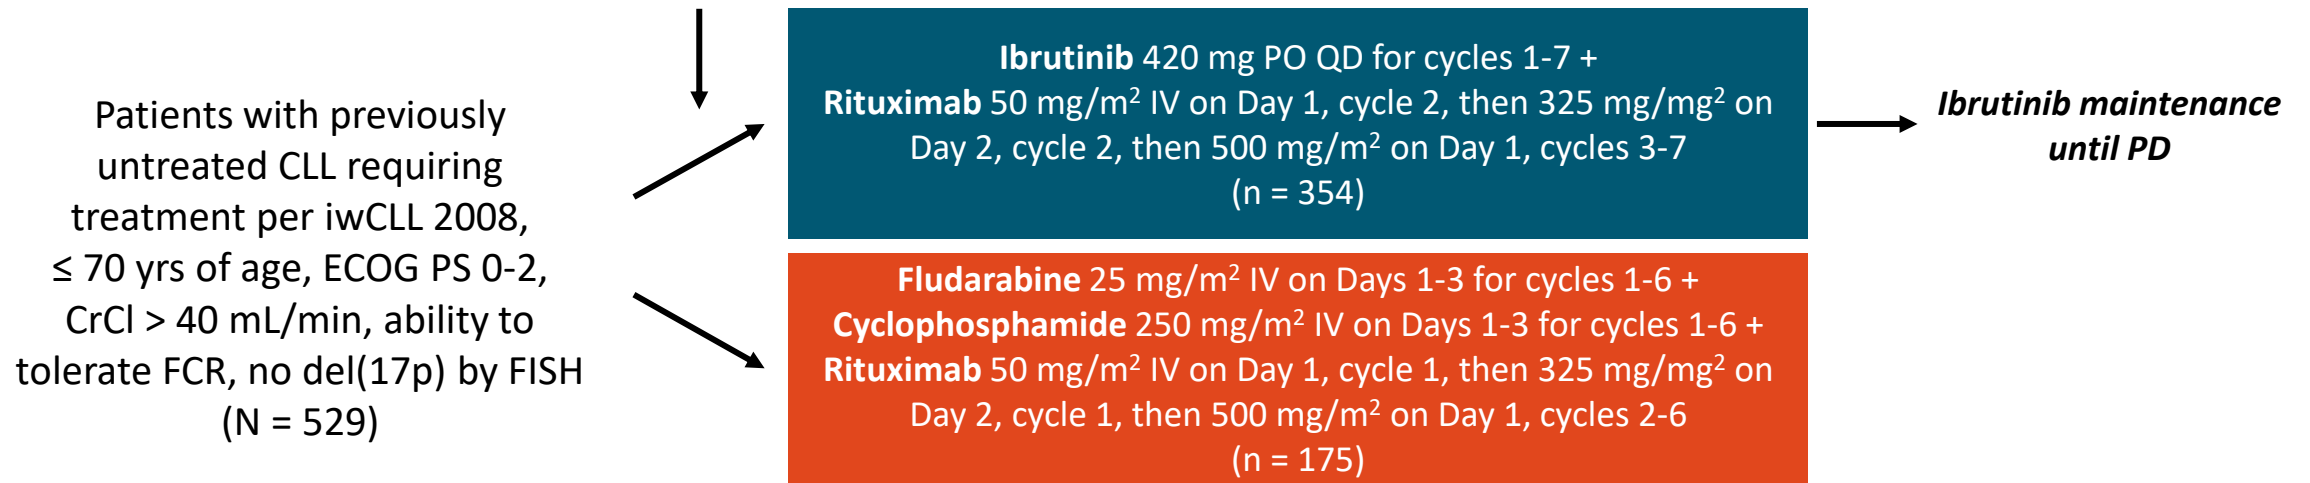 Patients with previously
untreated CLL requiring
treatment per iwCLL 2008,
≤ 70 yrs of age, ECOG PS 0-2,
CrCl > 40 mL/min, ability to
tolerate FCR, no del(17p) by FISH
(N = 529)
Ibrutinib 420 mg PO QD for cycles 1-7 +
Rituximab 50 mg/m² IV on Day 1, cycle 2, then 325 mg/mg² on
Day 2, cycle 2, then 500 mg/m² on Day 1, cycles 3-7
(n = 354)
Ibrutinib maintenance
until PD
Fludarabine 25 mg/m² IV on Days 1-3 for cycles 1-6 +
Cyclophosphamide 250 mg/m² IV on Days 1-3 for cycles 1-6 +
Rituximab 50 mg/m² IV on Day 1, cycle 1, then 325 mg/mg² on
Day 2, cycle 1, then 500 mg/m² on Day 1, cycles 2-6
(n = 175)